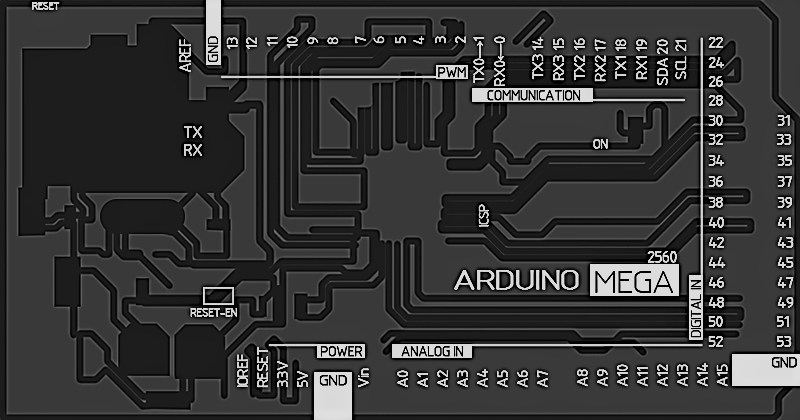 RESET
AREF
GND
13
12
11
10
9
8
7
6
5
4
3
2
TX0→1
RX0←0
TX3 14
RX3 15
TX2 16
RX2 17
TX1 18
RX1 19
SDA 20
SCL 21
PWM
COMMUNICATION
22
24
26
28
30
32
34
36
38
40
42
44
46
48
50
52
31
33
35
37
39
41
43
45
47
49
51
53
TX
RX
ON
ICSP
2560
ARDUINO MEGA
DIGITAL IN
RESET-EN
POWER
ANALOG IN
IOREF
RESET
3.3V
5V
GND
Vin
A0
A1
A2
A3
A4
A5
A6
A7
A8
A9
A10
A11
A12
A13
A14
A15
GND